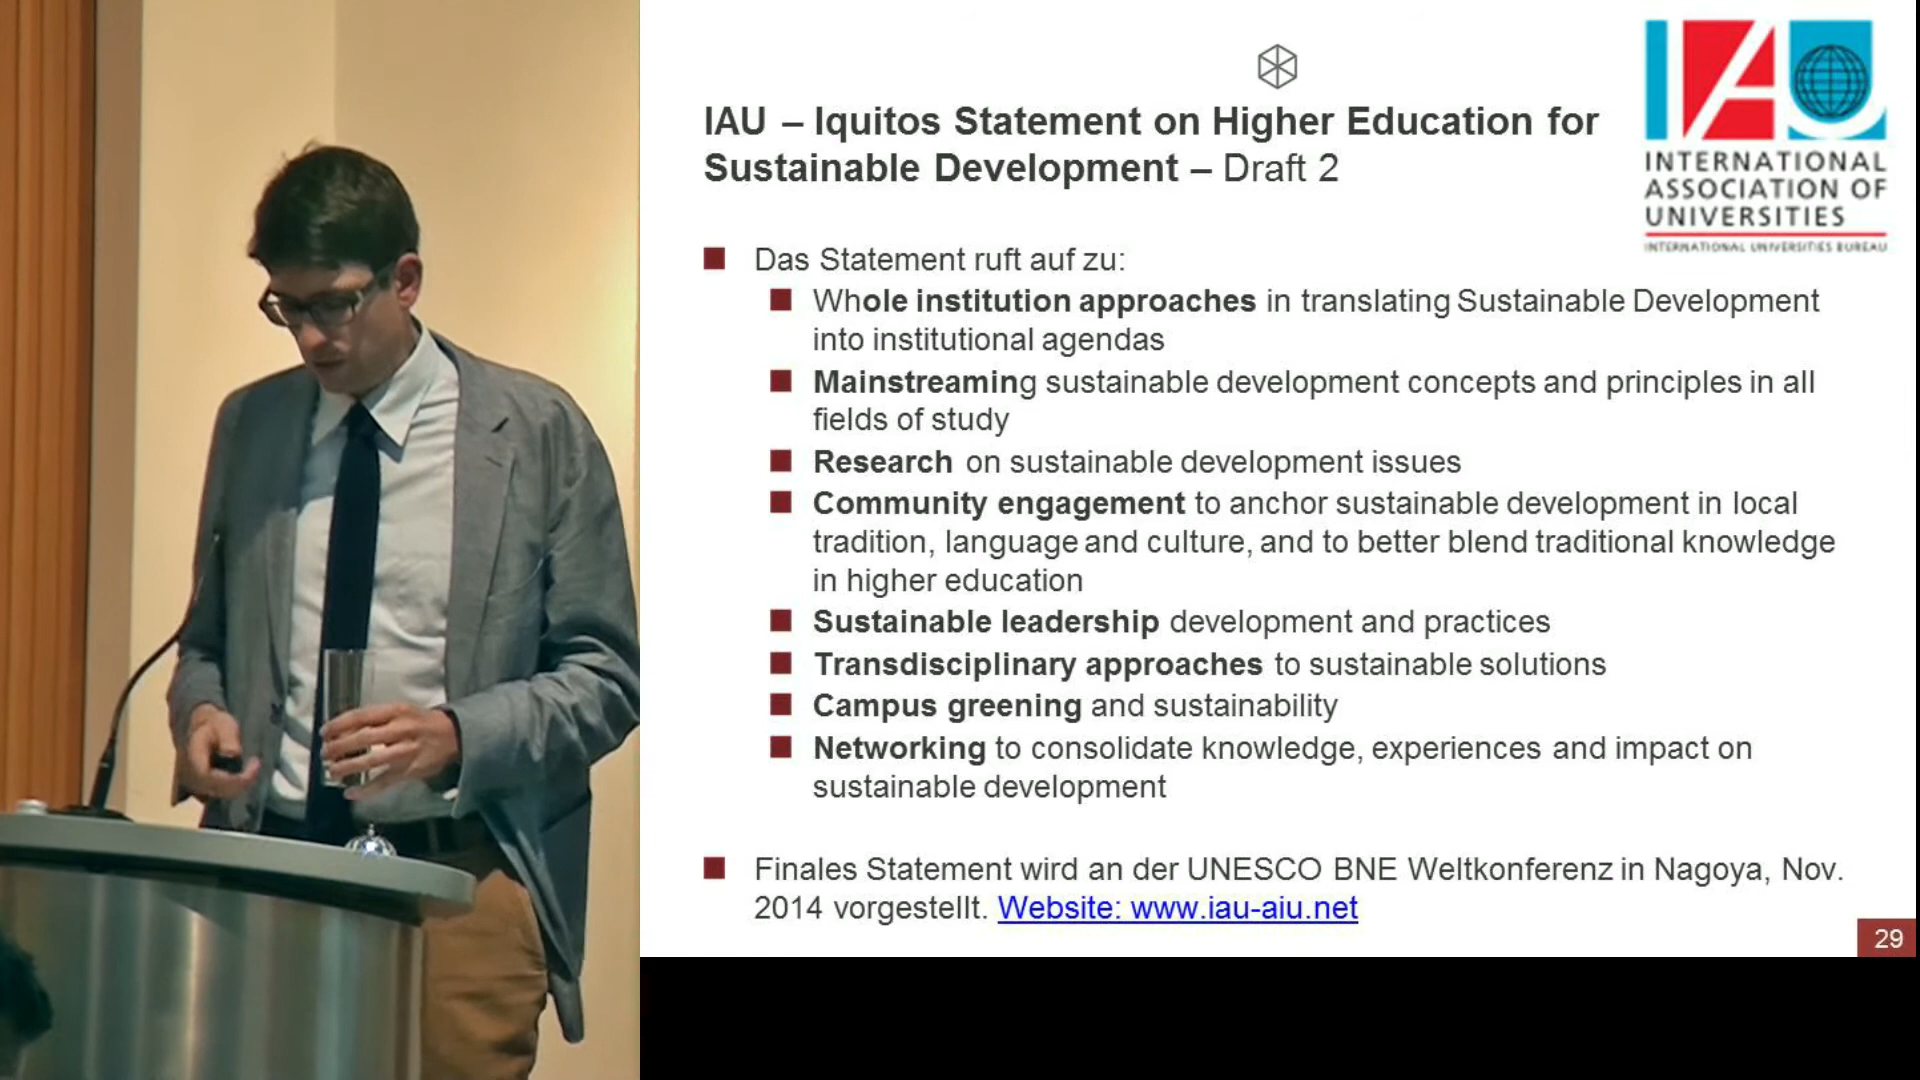 IAU
INTERNATIONAL
ASSOCIATION OF
UNIVERSITIES
INTERNATIONAL UNIVERSITIES BUREAU
IAU – Iquitos Statement on Higher Education for
Sustainable Development – Draft 2
Das Statement ruft auf zu:
Whole institution approaches in translating Sustainable Development
into institutional agendas
Mainstreaming sustainable development concepts and principles in all
fields of study
Research on sustainable development issues
Community engagement to anchor sustainable development in local
tradition, language and culture, and to better blend traditional knowledge
in higher education
Sustainable leadership development and practices
Transdisciplinary approaches to sustainable solutions
Campus greening and sustainability
Networking to consolidate knowledge, experiences and impact on
sustainable development
Finales Statement wird an der UNESCO BNE Weltkonferenz in Nagoya, Nov.
2014 vorgestellt. Website: www.iau-aiu.net
29